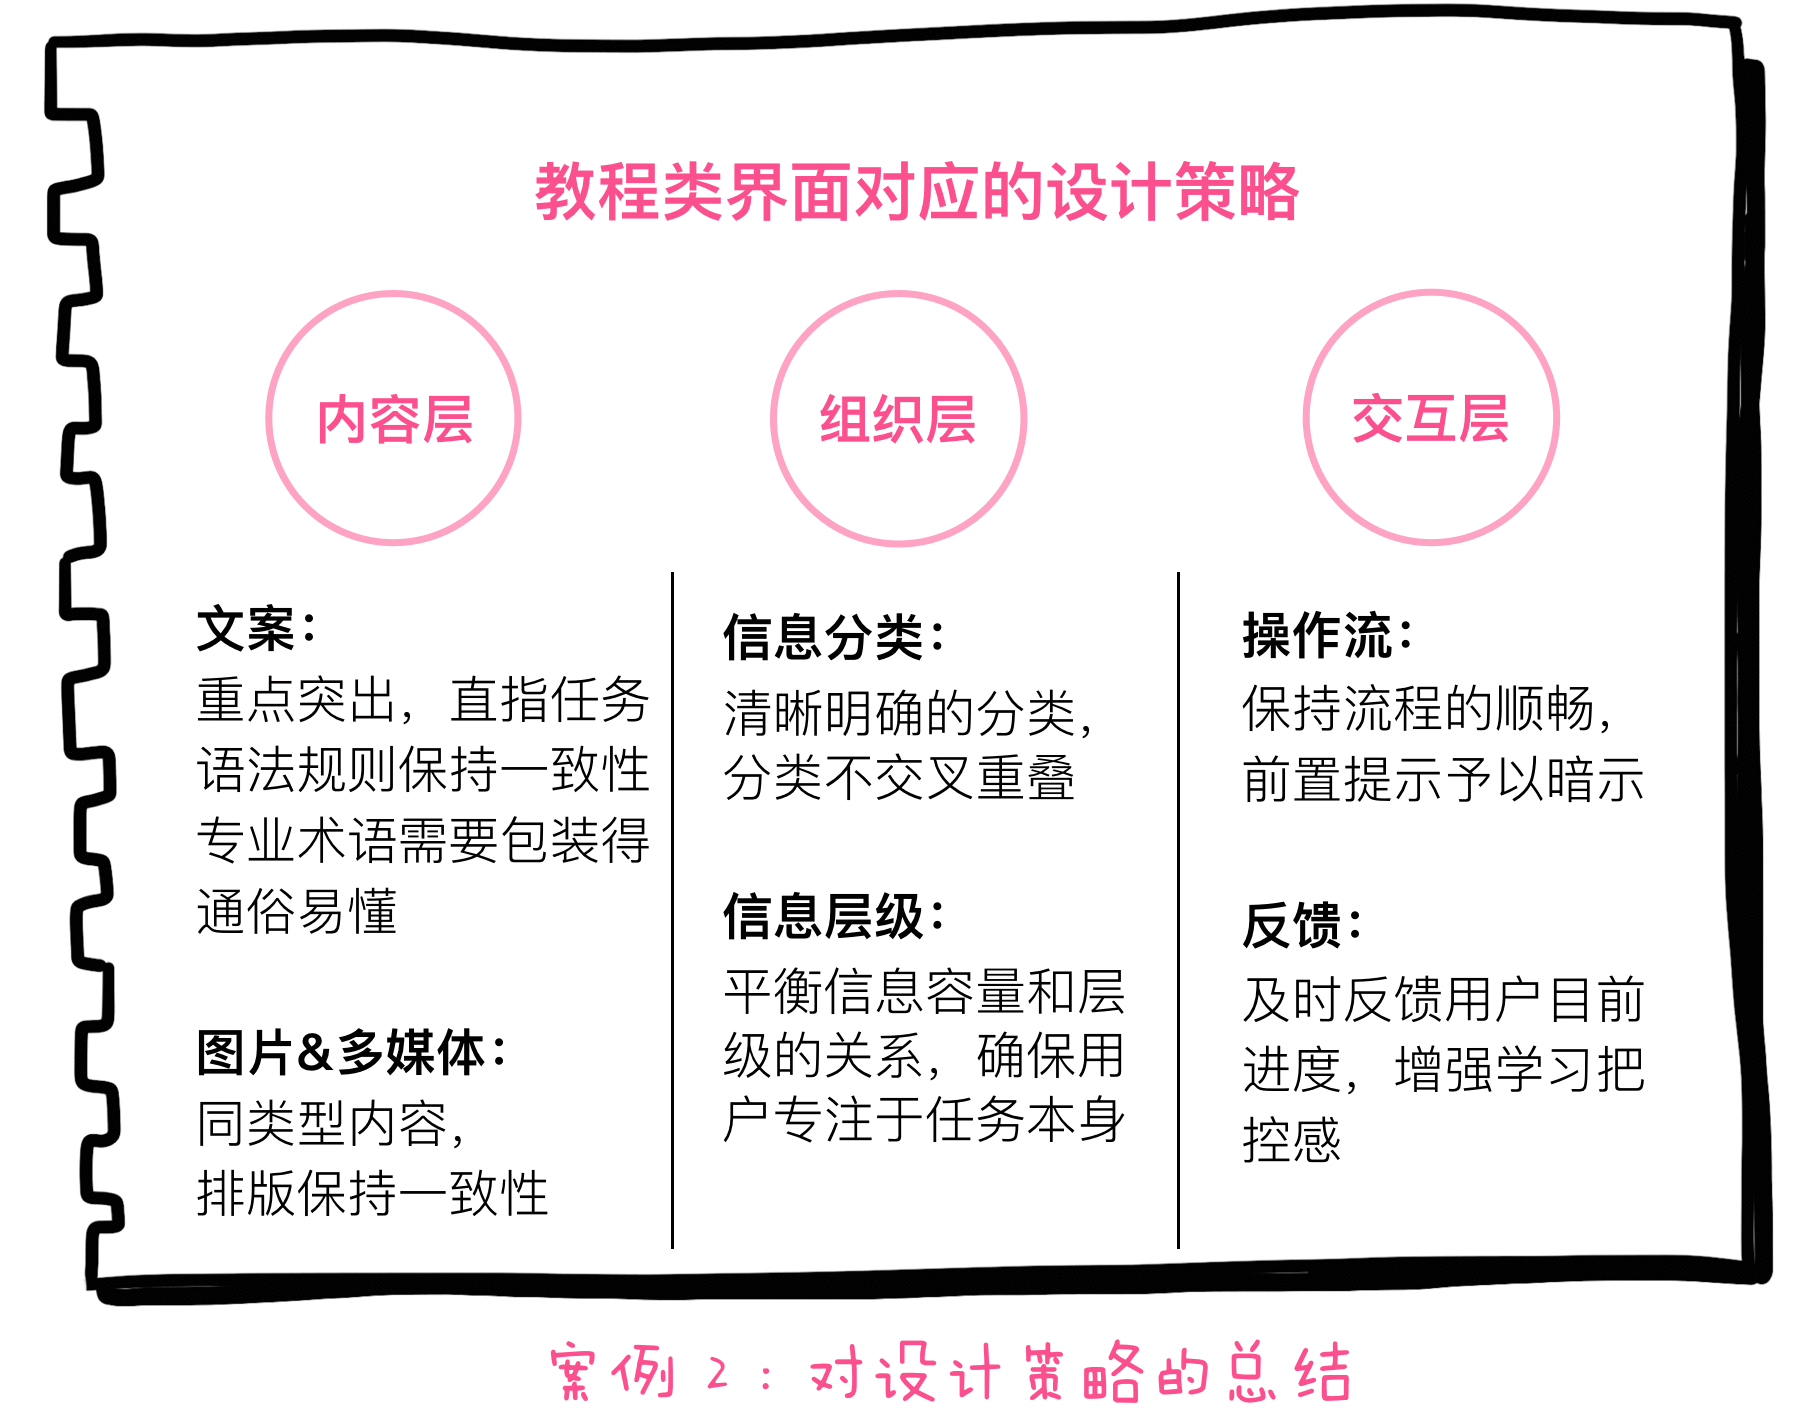 教程类界面对应的设计策略
内容层
组织层
交互层
文案：
重点突出，直指任务
语法规则保持一致性
专业术语需要包装得
通俗易懂
图片&多媒体：
同类型内容，
排版保持一致性
信息分类：
清晰明确的分类，
分类不交叉重叠
信息层级：
平衡信息容量和层
级的关系，确保用
户专注于任务本身
操作流：
保持流程的顺畅，
前置提示予以暗示
反馈：
及时反馈用户目前
进度，增强学习把
控感
案例2：对设计策略的总结